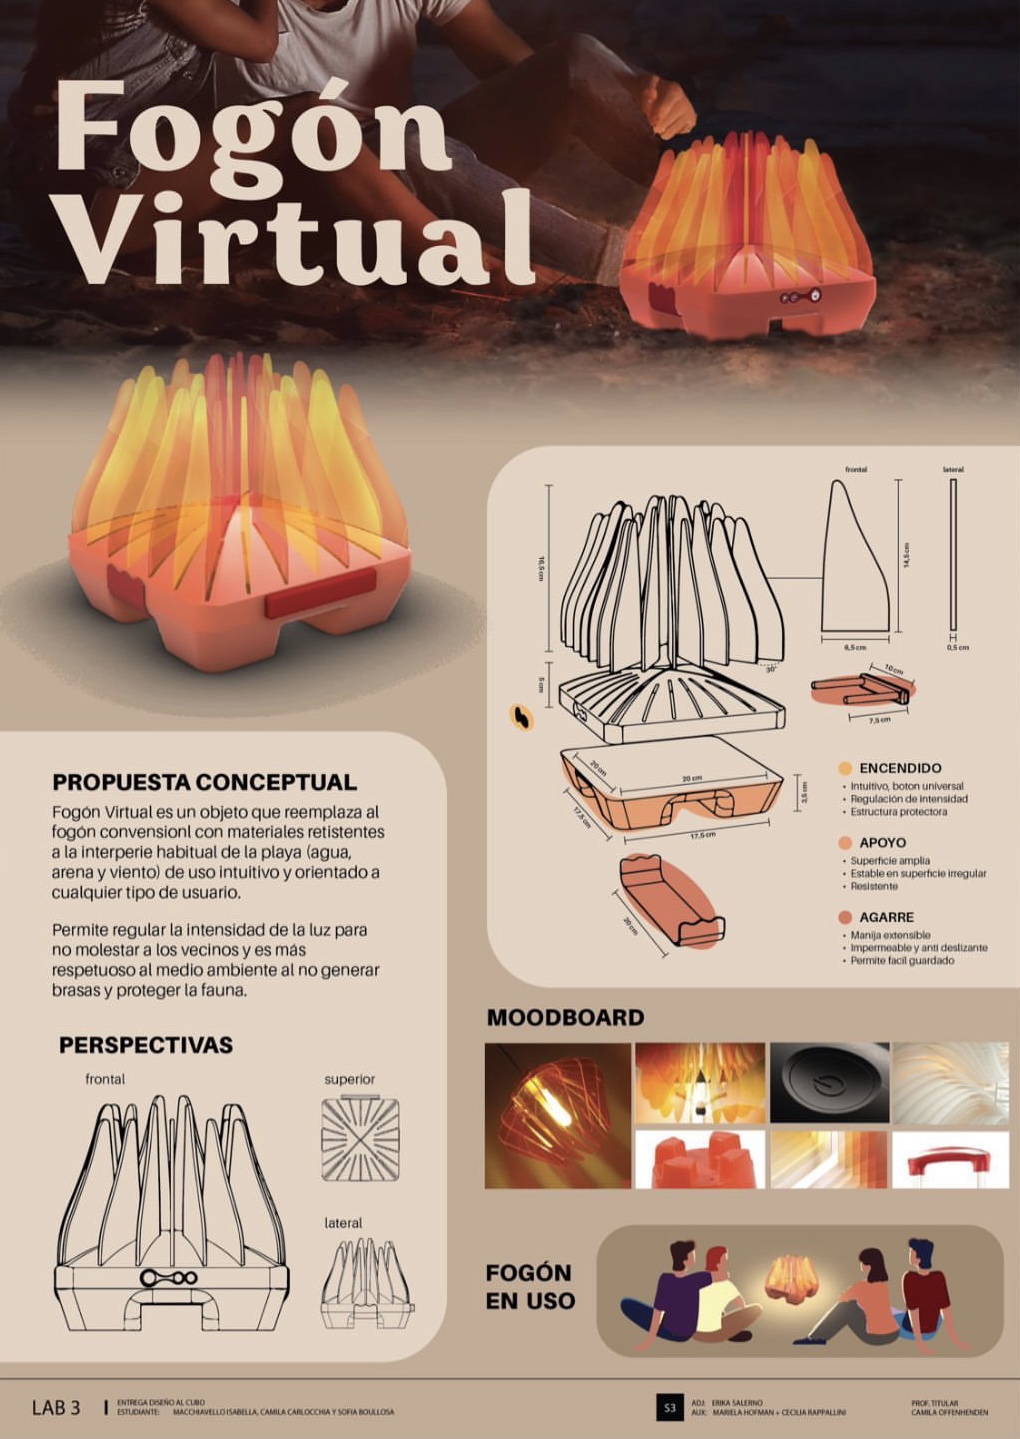 Fogón
Virtual
frontal
lateral
16,5 cm
14,5 cm
6,5 cm
0,5 cm
30°
5 cm
10cm
7,5 cm
20 cm
20 cm
3,5 cm
17,5 cm
17,5cm
20 cm
ENCENDIDO
• Intuitivo, boton universal
• Regulación de intensidad
• Estructura protectora
APOYO
• Superficie amplia
• Estable en superficie irregular
• Resistente
AGARRE
• Manija extensible
• Impermeable y anti deslizante
• Permite facil guardado
PROPUESTA CONCEPTUAL
Fogón Virtual es un objeto que reemplaza al
fogón convensionl con materiales retistentes
a la interperie habitual de la playa (agua,
arena y viento) de uso intuitivo y orientado a
cualquier tipo de usuario.
Permite regular la intensidad de la luz para
no molestar a los vecinos y es más
respetuoso al medio ambiente al no generar
brasas y proteger la fauna.
PERSPECTIVAS
frontal
superior
lateral
MOODBOARD
FOGÓN
EN USO
LAB 3
ENTREGA DISEÑO AL CUBO
ESTUDIANTE: MACCHIAVELLO ISABELLA, CAMILA CARLOCCHIA Y SOFIA BOULLOSA
53
ADJ: ERIKA SALERNO
AUX: MARIELA HOFMAN + CECILIA RAPPALLINI
PROF. TITULAR
CAMILA OFFENHENDEN